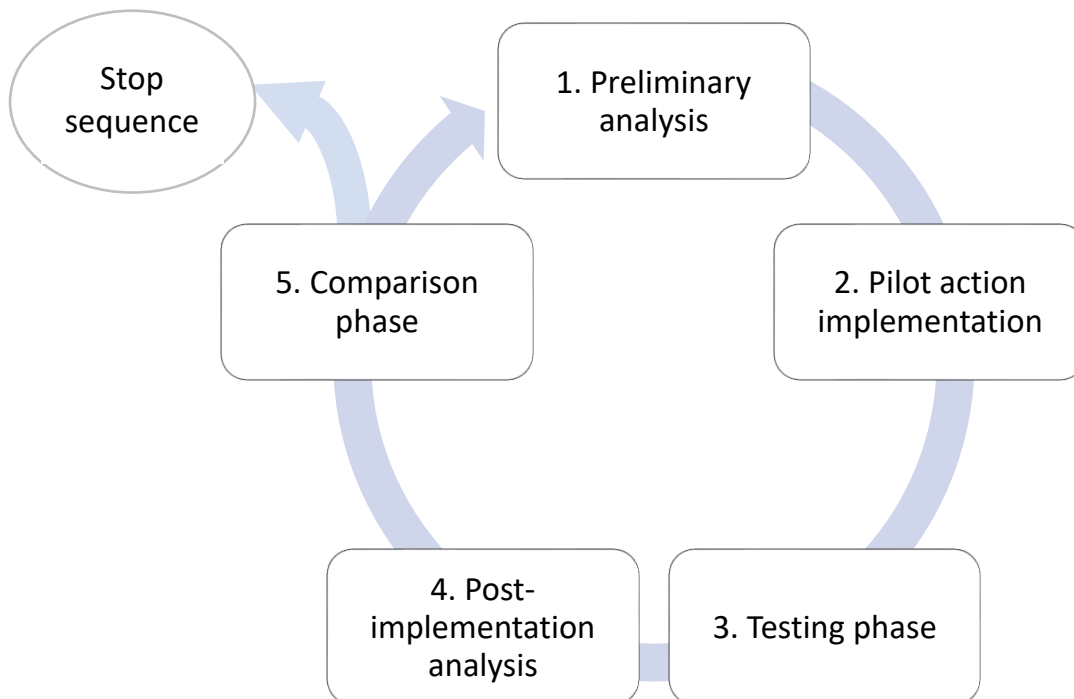 Stop
sequence
1. Preliminary
analysis
2. Pilot action
implementation
3. Testing phase
4. Post-
implementation
analysis
5. Comparison
phase